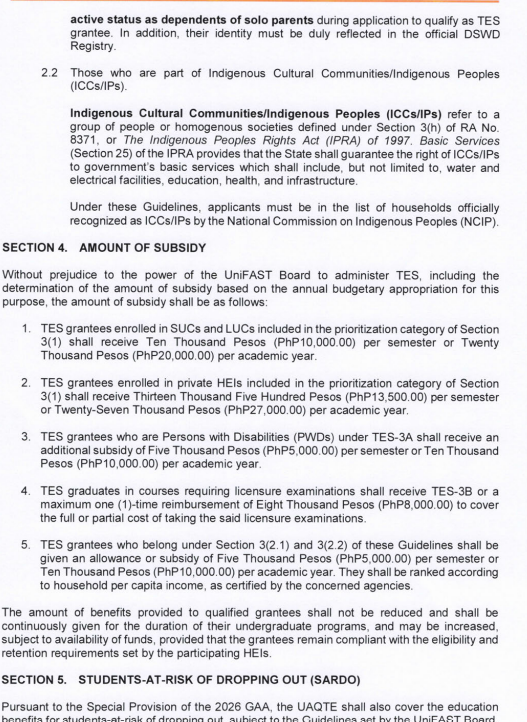 active status as dependents of solo parents during application to qualify as TES
grantee. In addition, their identity must be duly reflected in the official DSWD
Registry.
2.2 Those who are part of Indigenous Cultural Communities/Indigenous Peoples
(ICCs/IPs).
Indigenous Cultural Communities/Indigenous Peoples (ICCs/IPs) refer to a
group of people or homogenous societies defined under Section 3(h) of RA No.
8371, or The Indigenous Peoples Rights Act (IPRA) of 1997. Basic Services
(Section 25) of the IPRA provides that the State shall guarantee the right of ICCs/IPs
to government's basic services which shall include, but not limited to, water and
electrical facilities, education, health, and infrastructure.
Under these Guidelines, applicants must be in the list of households officially
recognized as ICCs/IPs by the National Commission on Indigenous Peoples (NCIP).
SECTION 4. AMOUNT OF SUBSIDY
Without prejudice to the power of the UniFAST Board to administer TES, including the
determination of the amount of subsidy based on the annual budgetary appropriation for this
purpose, the amount of subsidy shall be as follows:
1. TES grantees enrolled in SUCs and LUCs included in the prioritization category of Section
3(1) shall receive Ten Thousand Pesos (PhP10,000.00) per semester or Twenty
Thousand Pesos (PhP20,000.00) per academic year.
2. TES grantees enrolled in private HEIs included in the prioritization category of Section
3(1) shall receive Thirteen Thousand Five Hundred Pesos (PhP13,500.00) per semester
or Twenty-Seven Thousand Pesos (PhP27,000.00) per academic year.
3. TES grantees who are Persons with Disabilities (PWDs) under TES-3A shall receive an
additional subsidy of Five Thousand Pesos (PhP5,000.00) per semester or Ten Thousand
Pesos (PhP10,000.00) per academic year.
4. TES graduates in courses requiring licensure examinations shall receive TES-3B or a
maximum one (1)-time reimbursement of Eight Thousand Pesos (PhP8,000.00) to cover
the full or partial cost of taking the said licensure examinations.
5. TES grantees who belong under Section 3(2.1) and 3(2.2) of these Guidelines shall be
given an allowance or subsidy of Five Thousand Pesos (PhP5,000.00) per semester or
Ten Thousand Pesos (PhP10,000.00) per academic year. They shall be ranked according
to household per capita income, as certified by the concerned agencies.
The amount of benefits provided to qualified grantees shall not be reduced and shall be
continuously given for the duration of their undergraduate programs, and may be increased,
subject to availability of funds, provided that the grantees remain compliant with the eligibility and
retention requirements set by the participating HEIs.
SECTION 5. STUDENTS-AT-RISK OF DROPPING OUT (SARDO)
Pursuant to the Special Provision of the 2026 GAA, the UAQTE shall also cover the education
benefits for students-at-risk of dropping out, subject to the Guidelines set by the UniFAST Board.